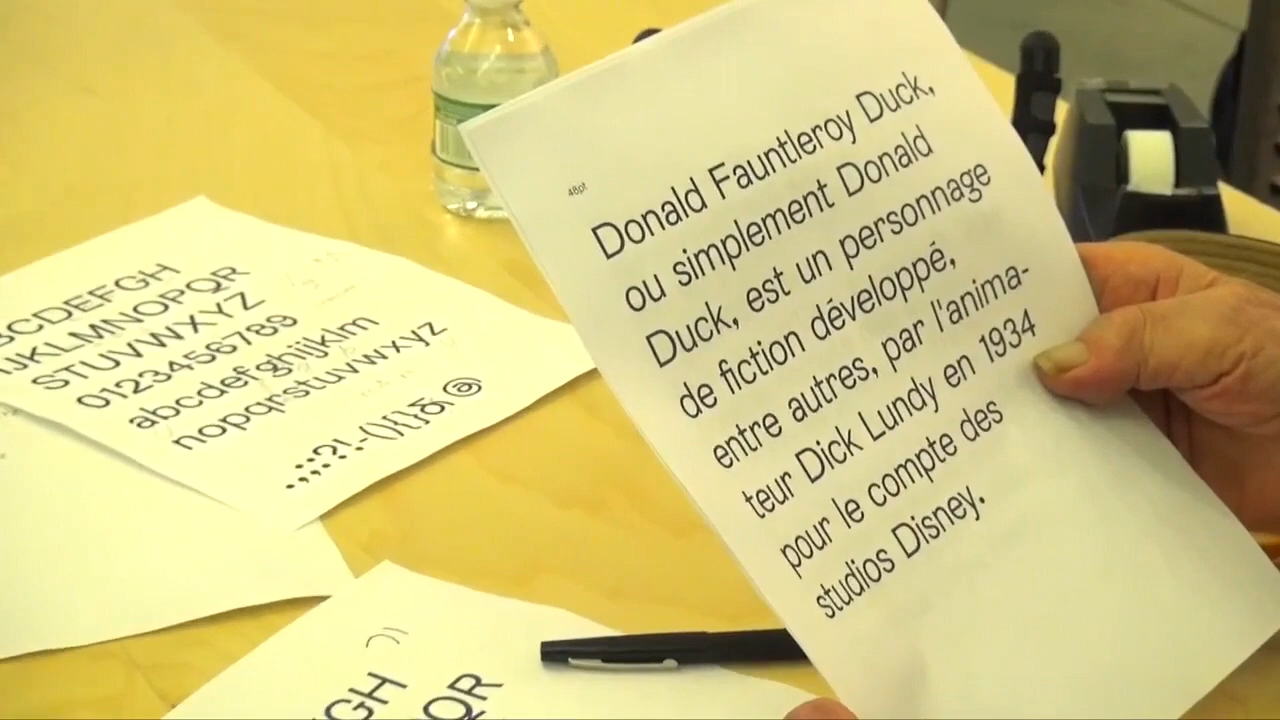 48pt
Donald Fauntleroy Duck,
ou simplement Donald
Duck, est un personnage
de fiction développé,
entre autres, par l'anima-
teur Dick Lundy en 1934
pour le compte des
studios Disney.
BCDEFGH
IJKLMNOPQR
STUVWXYZ
0123456789
abcdefghijklm
nopqrstuvwxyz
.,:;?!-(){}&@
GH
QR